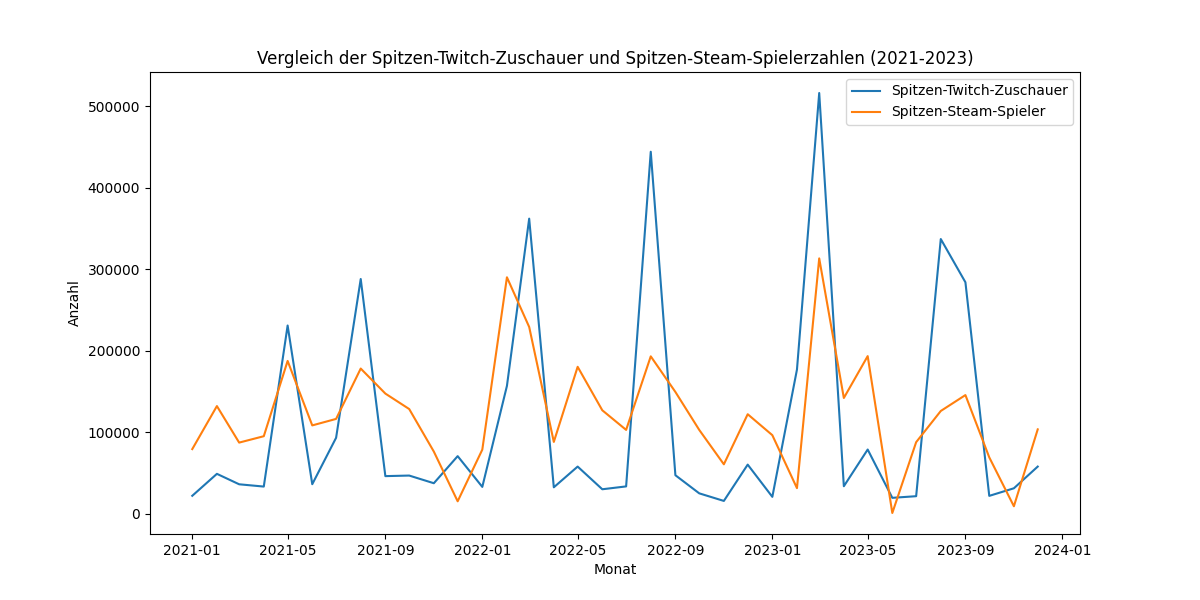 Vergleich der Spitzen-Twitch-Zuschauer und Spitzen-Steam-Spielerzahlen (2021-2023)
Spitzen-Twitch-Zuschauer
Spitzen-Steam-Spieler
500000
400000
300000
200000
100000
0
Anzahl
2021-01 2021-05 2021-09 2022-01 2022-05 2022-09 2023-01 2023-05 2023-09 2024-01
Monat